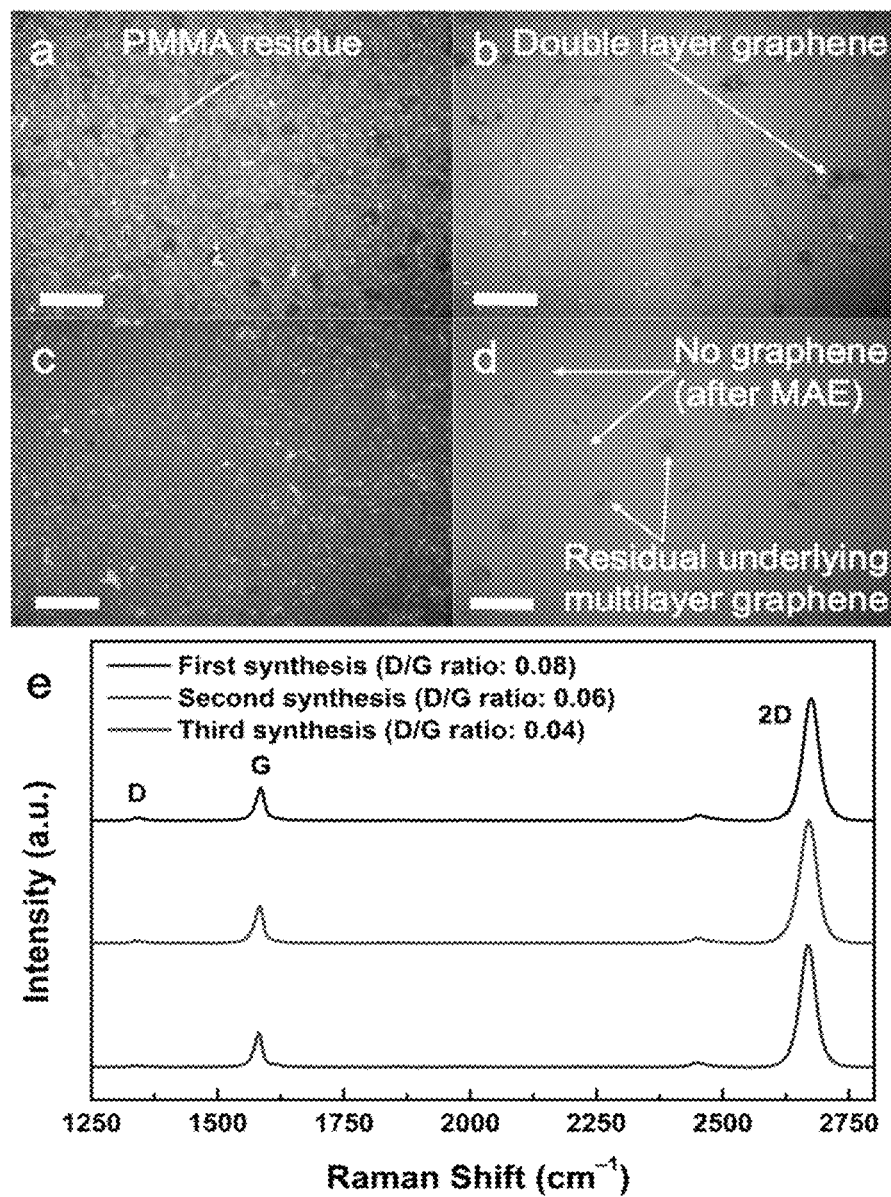 a
PMMA residue
b
Double layer graphene
c
d
No graphene
(after MAE)
Residual underlying
multilayer graphene
e
First synthesis (D/G ratio: 0.08)
Second synthesis (D/G ratio: 0.06)
Third synthesis (D/G ratio: 0.04)
D
G
2D
Intensity (a.u.)
1250
1500
1750
2000
2250
2500
2750
Raman Shift (cm⁻¹)